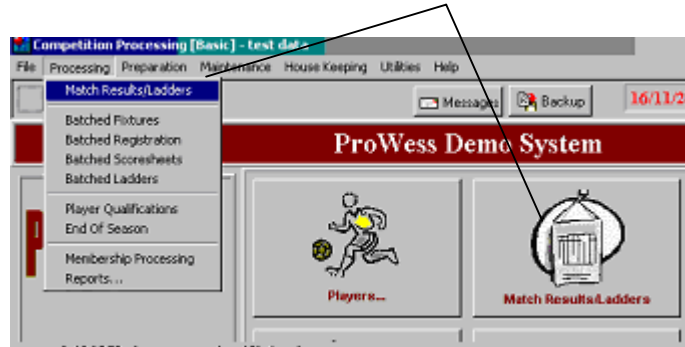 Competition Processing [Basic] - test data
File Processing Preparation Maintenance House Keeping Utilities Help
Match Results/Ladders
Messages Backup 16/11/2
ProWess Demo System
Batched Fixtures
Batched Registration
Batched Scoresheets
Batched Ladders
Player Qualifications
End Of Season
Membership Processing
Reports...
P
Players...
Match Results/Ladders